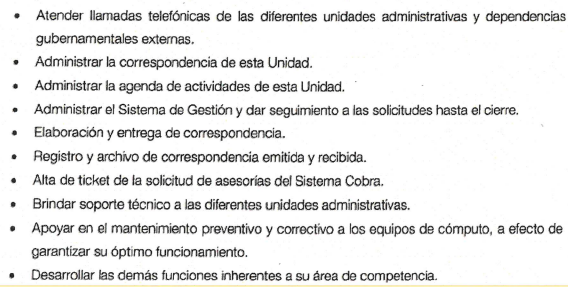 • Atender llamadas telefónicas de las diferentes unidades administrativas y dependencias
gubernamentales externas.
• Administrar la correspondencia de esta Unidad.
• Administrar la agenda de actividades de esta Unidad.
• Administrar el Sistema de Gestión y dar seguimiento a las solicitudes hasta el cierre.
• Elaboración y entrega de correspondencia.
• Registro y archivo de correspondencia emitida y recibida.
• Alta de ticket de la solicitud de asesorías del Sistema Cobra.
• Brindar soporte técnico a las diferentes unidades administrativas.
• Apoyar en el mantenimiento preventivo y correctivo a los equipos de cómputo, a efecto de
garantizar su óptimo funcionamiento.
• Desarrollar las demás funciones inherentes a su área de competencia.